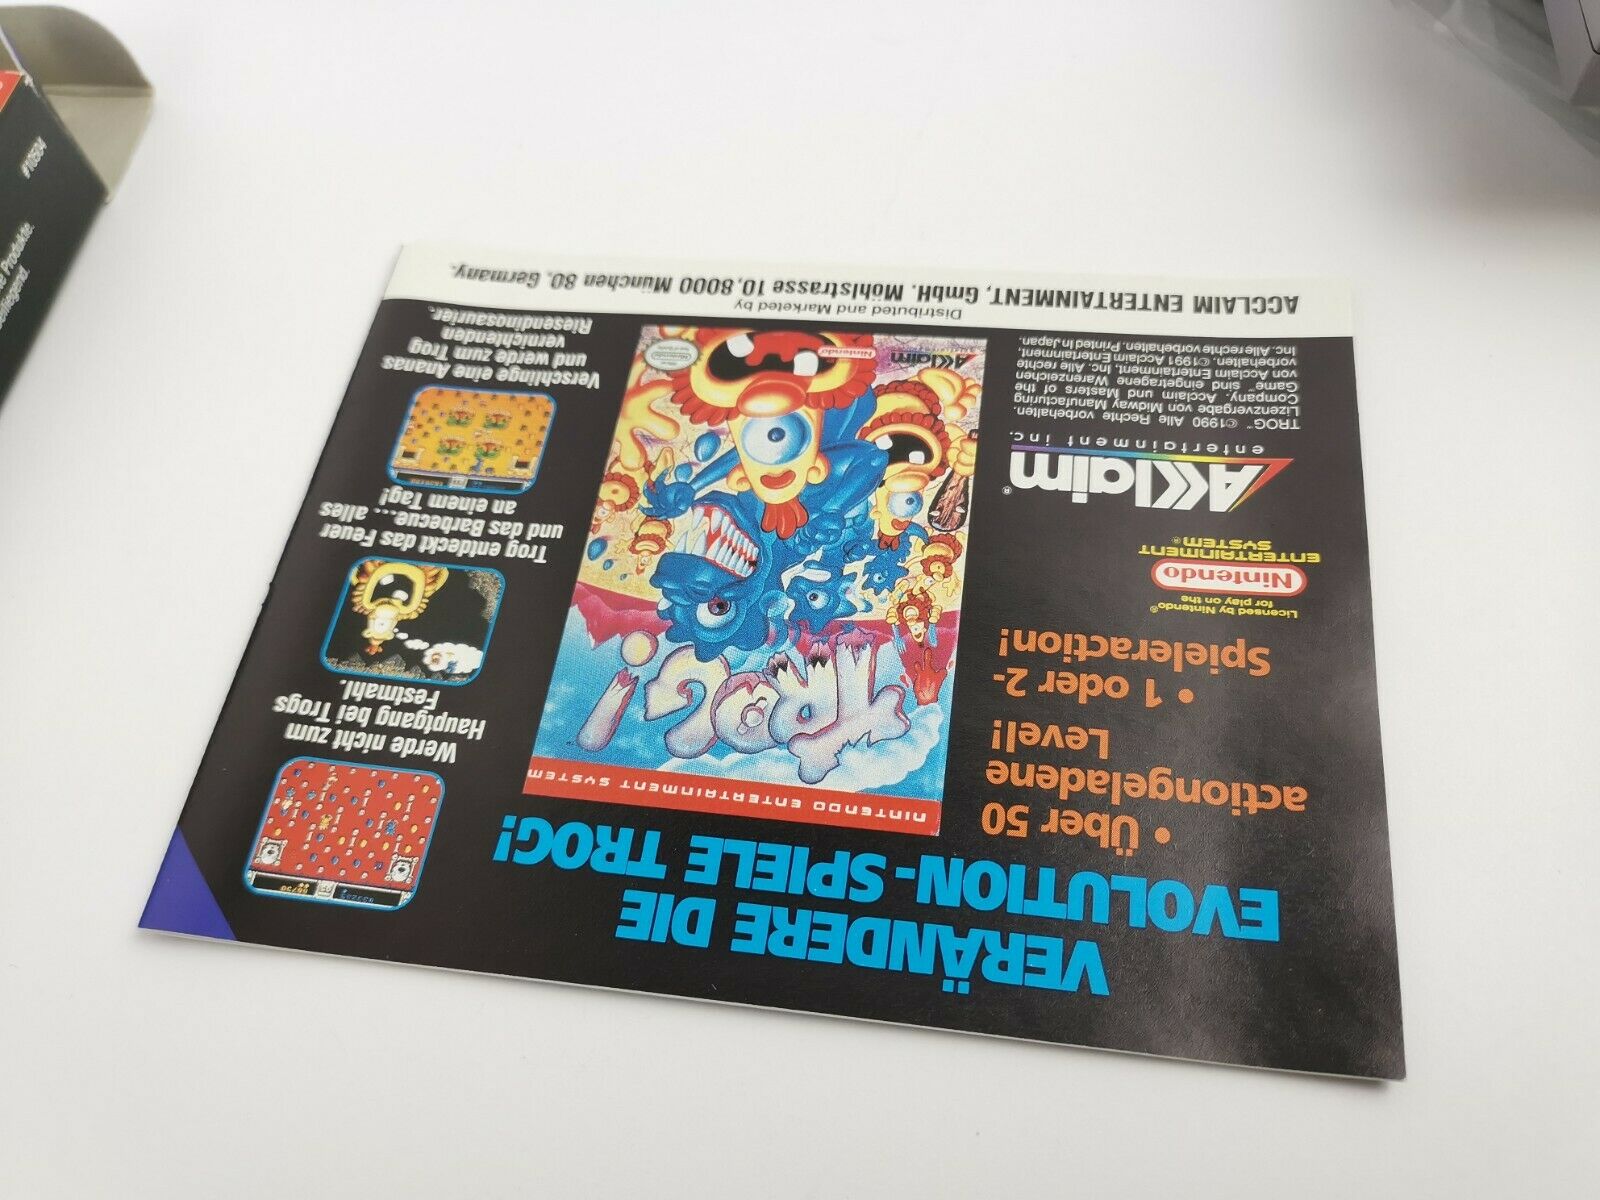 VERÄNDERE DIE
EVOLUTION - SPIELE TROG!
• Über 50
actiongeladene
Level!
• 1 oder 2-
Spieleraction!
Licensed by Nintendo®
for play on the
Nintendo
ENTERTAINMENT
SYSTEM®
Acclaim®
entertainment inc.
TROG™ ©1990 Alle Rechte vorbehalten.
Lizenzvergabe von Midway Manufacturing
Company. Acclaim und Masters of the
Game™ sind eingetragene Warenzeichen
von Acclaim Entertainment, Inc. Alle rechte
vorbehalten. ©1991 Acclaim Entertainment,
Inc. Alle rechte vorbehalten. Printed In Japan.
NINTENDO ENTERTAINMENT SYSTEM
TROG!
Acclaim
Nintendo
Werde nicht zum
Hauptgang bei Trogs
Festmahl.
Trog entdeckt das Feuer
und das Barbecue... alles
an einem Tag!
Verschlinge eine Ananas
und werde zum Trog
vernichtenden
Riesendinosaurier.
Distributed and Marketed by
ACCLAIM ENTERTAINMENT, GmbH. Möhlstrasse 10, 8000 München 80, Germany.
#10584
Produkte.